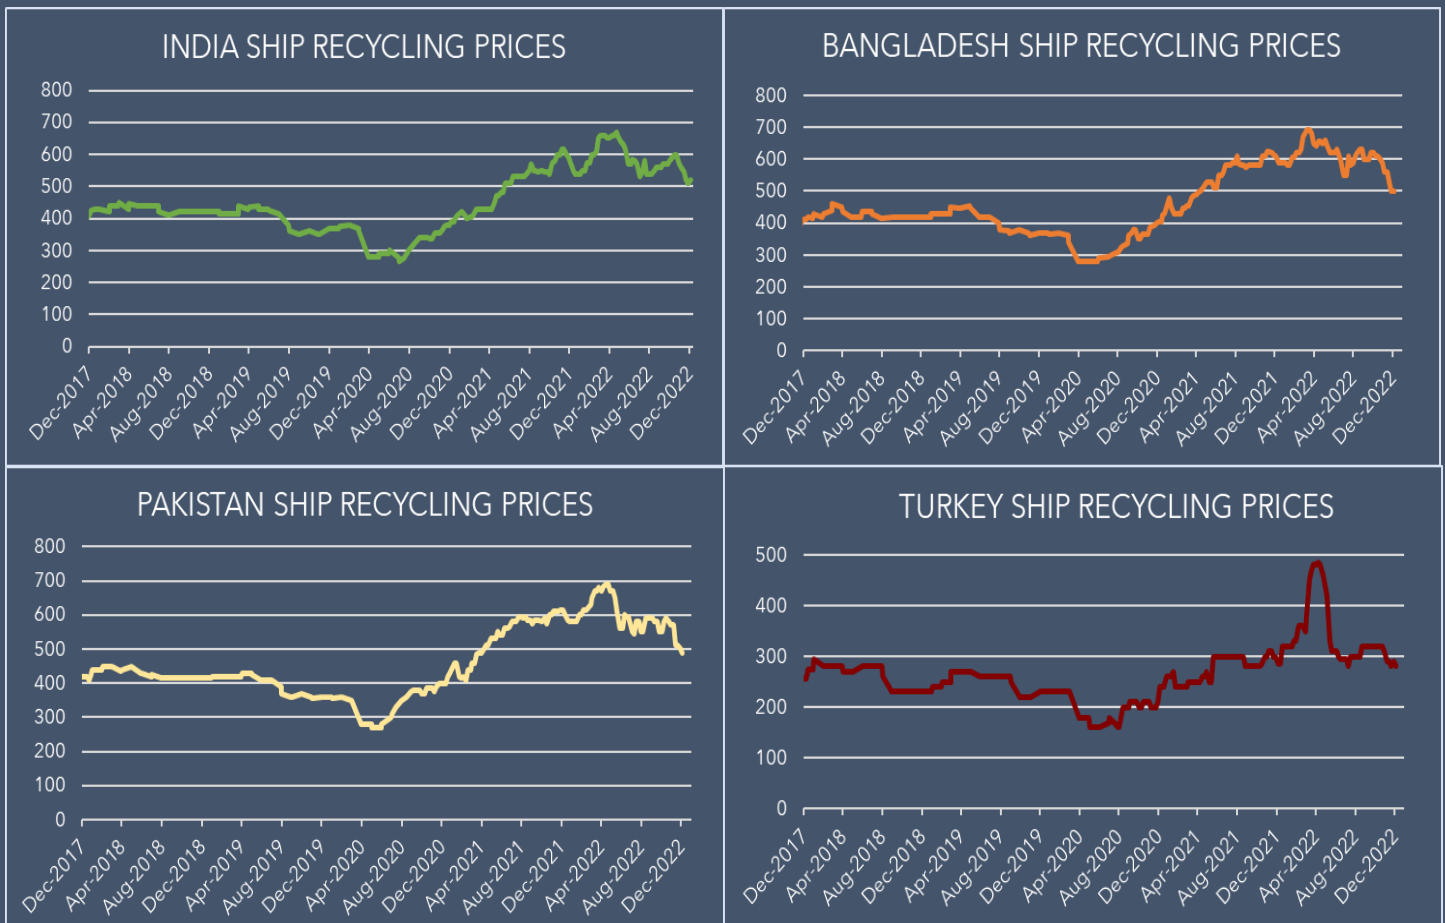 INDIA SHIP RECYCLING PRICES
800
700
600
500
400
300
200
100
0
Dec-2017
Apr-2018
Aug-2018
Dec-2018
Apr-2019
Aug-2019
Dec-2019
Apr-2020
Aug-2020
Dec-2020
Apr-2021
Aug-2021
Dec-2021
Apr-2022
Aug-2022
Dec-2022
BANGLADESH SHIP RECYCLING PRICES
800
700
600
500
400
300
200
100
0
Dec-2017
Apr-2018
Aug-2018
Dec-2018
Apr-2019
Aug-2019
Dec-2019
Apr-2020
Aug-2020
Dec-2020
Apr-2021
Aug-2021
Dec-2021
Apr-2022
Aug-2022
Dec-2022
PAKISTAN SHIP RECYCLING PRICES
800
700
600
500
400
300
200
100
0
Dec-2017
Apr-2018
Aug-2018
Dec-2018
Apr-2019
Aug-2019
Dec-2019
Apr-2020
Aug-2020
Dec-2020
Apr-2021
Aug-2021
Dec-2021
Apr-2022
Aug-2022
Dec-2022
TURKEY SHIP RECYCLING PRICES
500
400
300
200
100
0
Dec-2017
Apr-2018
Aug-2018
Dec-2018
Apr-2019
Aug-2019
Dec-2019
Apr-2020
Aug-2020
Dec-2020
Apr-2021
Aug-2021
Dec-2021
Apr-2022
Aug-2022
Dec-2022